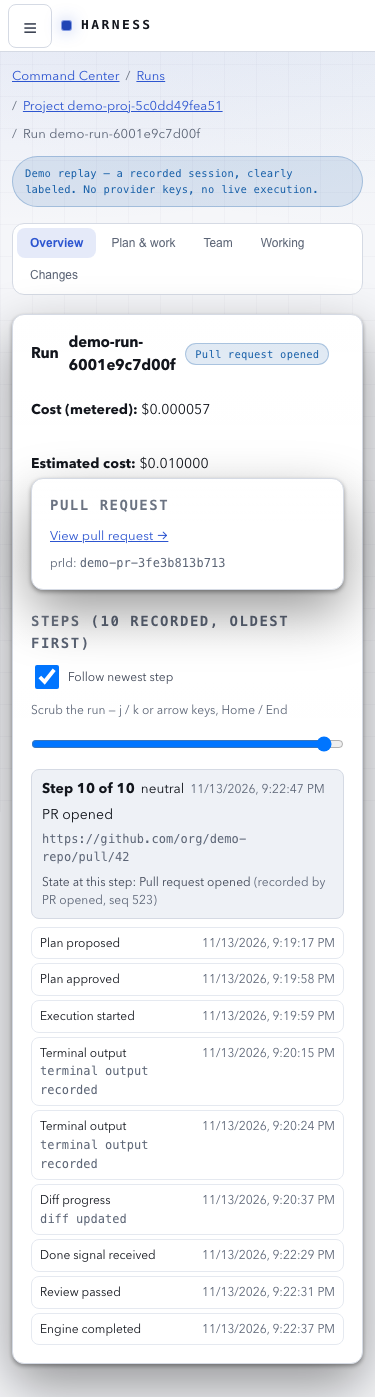 HARNESS
Command Center / Runs
/ Project demo-proj-5c0dd49fea51
/ Run demo-run-6001e9c7d00f
Demo replay — a recorded session, clearly
labeled. No provider keys, no live execution.
Overview Plan & work Team Working
Changes
Run demo-run-
6001e9c7d00f Pull request opened
Cost (metered): $0.000057
Estimated cost: $0.010000
PULL REQUEST
View pull request →
prId: demo-pr-3fe3b813b713
STEPS (10 RECORDED, OLDEST
FIRST)
Follow newest step
Scrub the run — j / k or arrow keys, Home / End
Step 10 of 10 neutral 11/13/2026, 9:22:47 PM
PR opened
https://github.com/org/demo-
repo/pull/42
State at this step: Pull request opened (recorded by
PR opened, seq 523)
Plan proposed 11/13/2026, 9:19:17 PM
Plan approved 11/13/2026, 9:19:58 PM
Execution started 11/13/2026, 9:19:59 PM
Terminal output 11/13/2026, 9:20:15 PM
terminal output
recorded
Terminal output 11/13/2026, 9:20:24 PM
terminal output
recorded
Diff progress 11/13/2026, 9:20:37 PM
diff updated
Done signal received 11/13/2026, 9:22:29 PM
Review passed 11/13/2026, 9:22:31 PM
Engine completed 11/13/2026, 9:22:37 PM